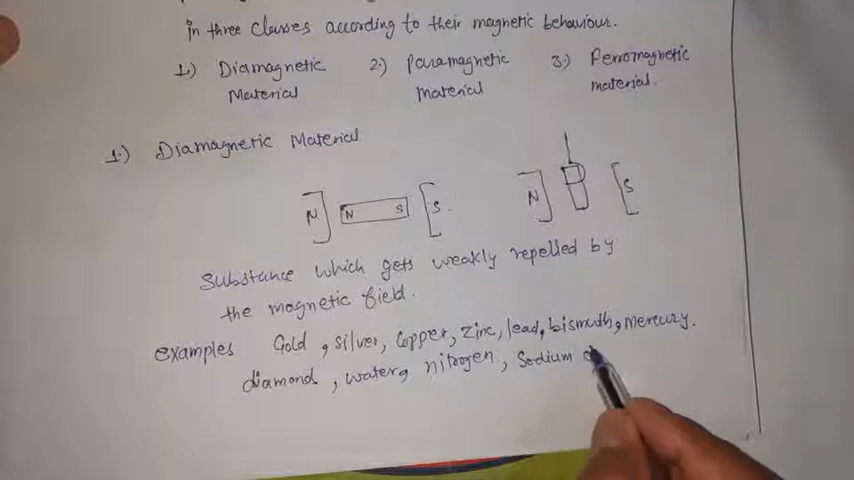 in three classes according to their magnetic behaviour.
1.) Diamagnetic 2.) Paramagnetic 3.) Ferromagnetic
Material material material.
1.) Diamagnetic Material
N N S S N S
Substance which gets weakly repelled by
the magnetic field.
examples Gold, silver, Copper, Zinc, lead, bismuth, mercury.
diamond, water, nitrogen, Sodium